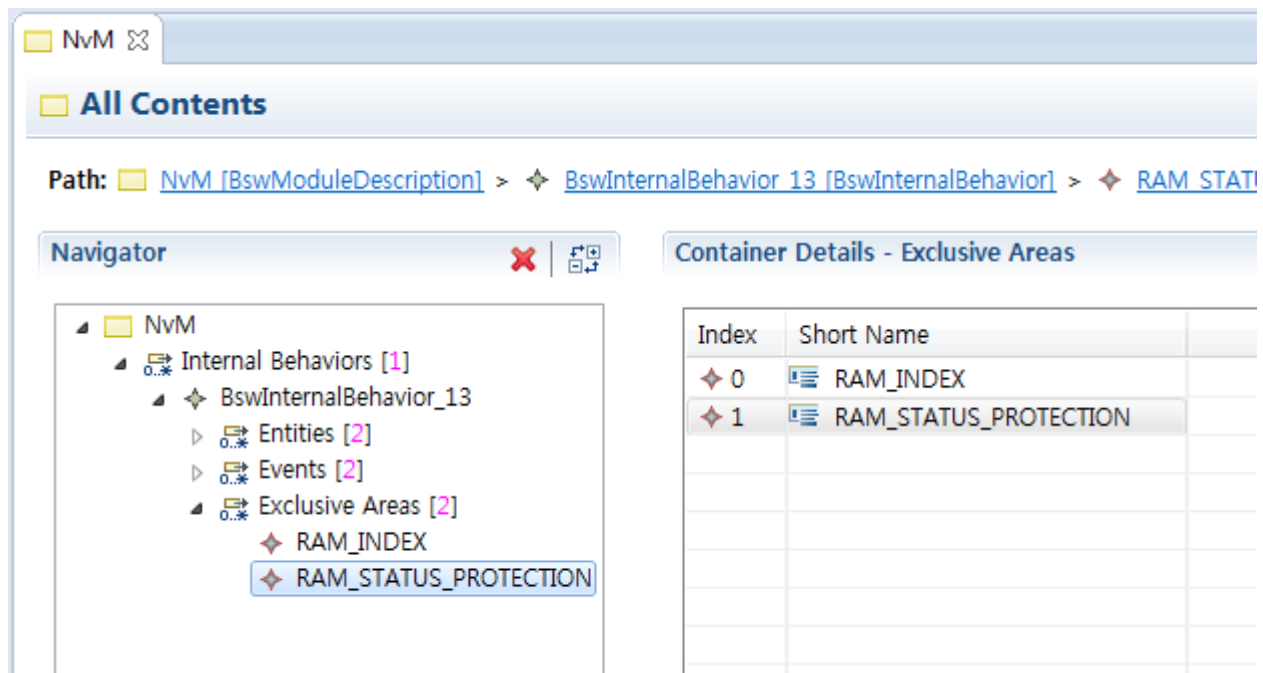 NvM
All Contents
Path: NvM [BswModuleDescription] > BswInternalBehavior_13 [BswInternalBehavior] > RAM_STAT
Navigator
Container Details - Exclusive Areas
NvM
Internal Behaviors [1]
BswInternalBehavior_13
Entities [2]
Events [2]
Exclusive Areas [2]
RAM_INDEX
RAM_STATUS_PROTECTION
Index Short Name
0 RAM_INDEX
1 RAM_STATUS_PROTECTION